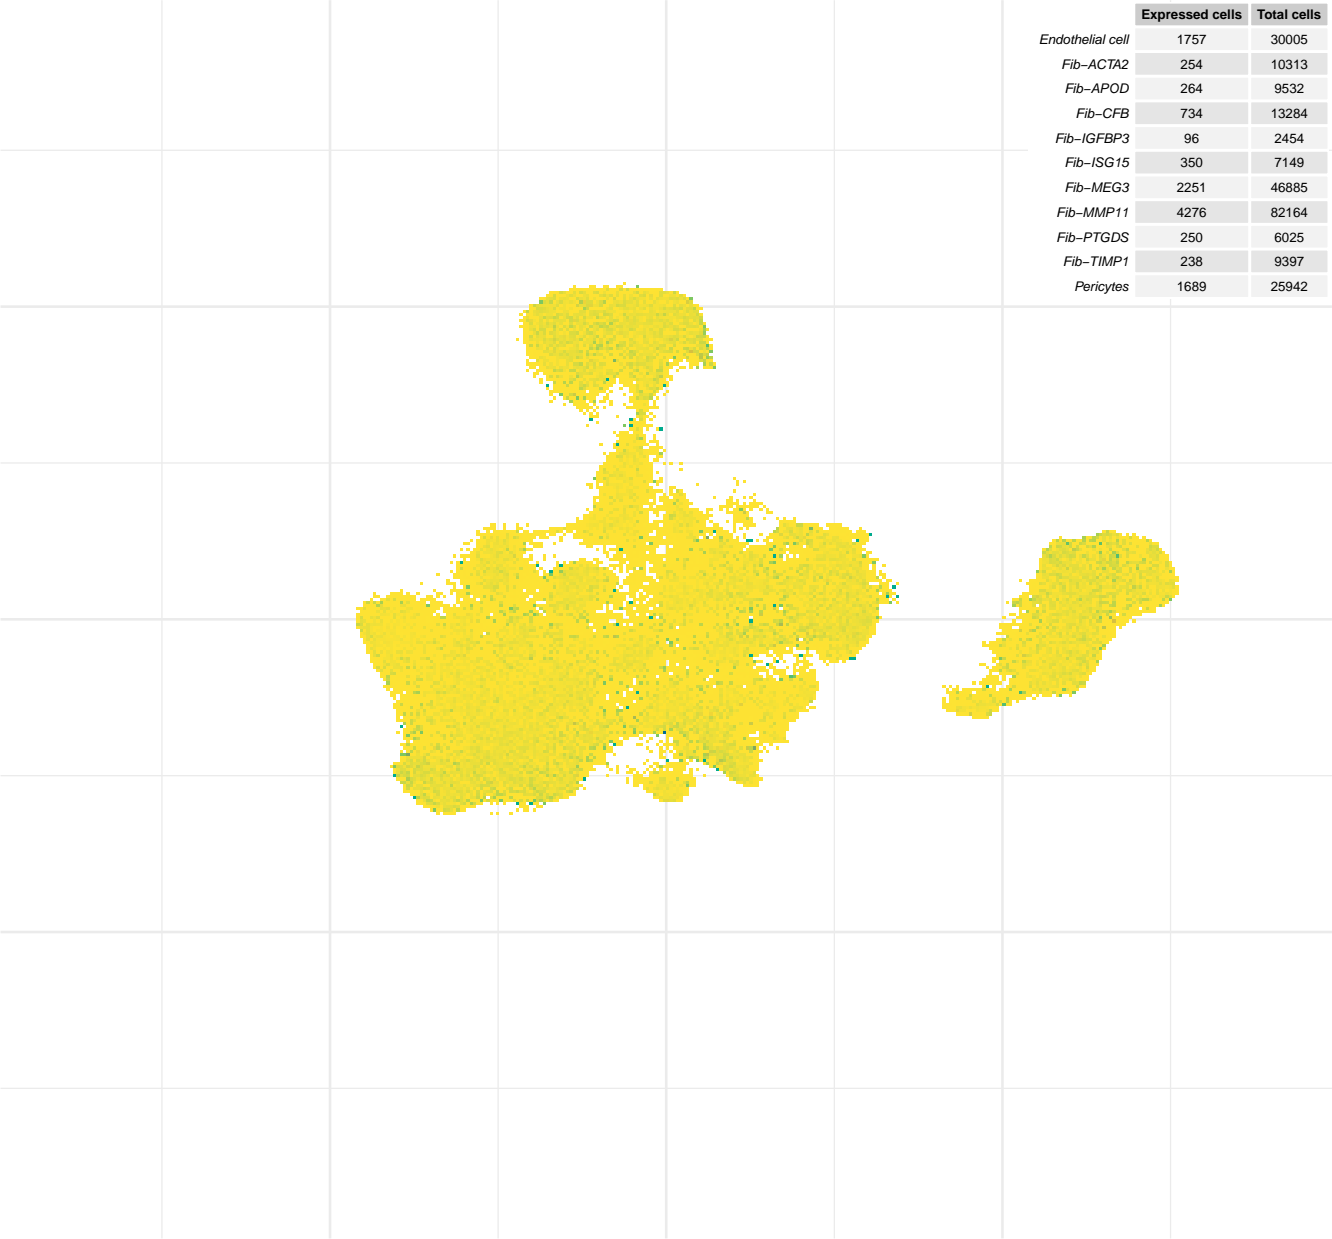 Expressed cells Total cells
Endothelial cell 1757 30005
Fib−ACTA2 254 10313
Fib−APOD 264 9532
Fib−CFB 734 13284
Fib−IGFBP3 96 2454
Fib−ISG15 350 7149
Fib−MEG3 2251 46885
Fib−MMP11 4276 82164
Fib−PTGDS 250 6025
Fib−TIMP1 238 9397
Pericytes 1689 25942